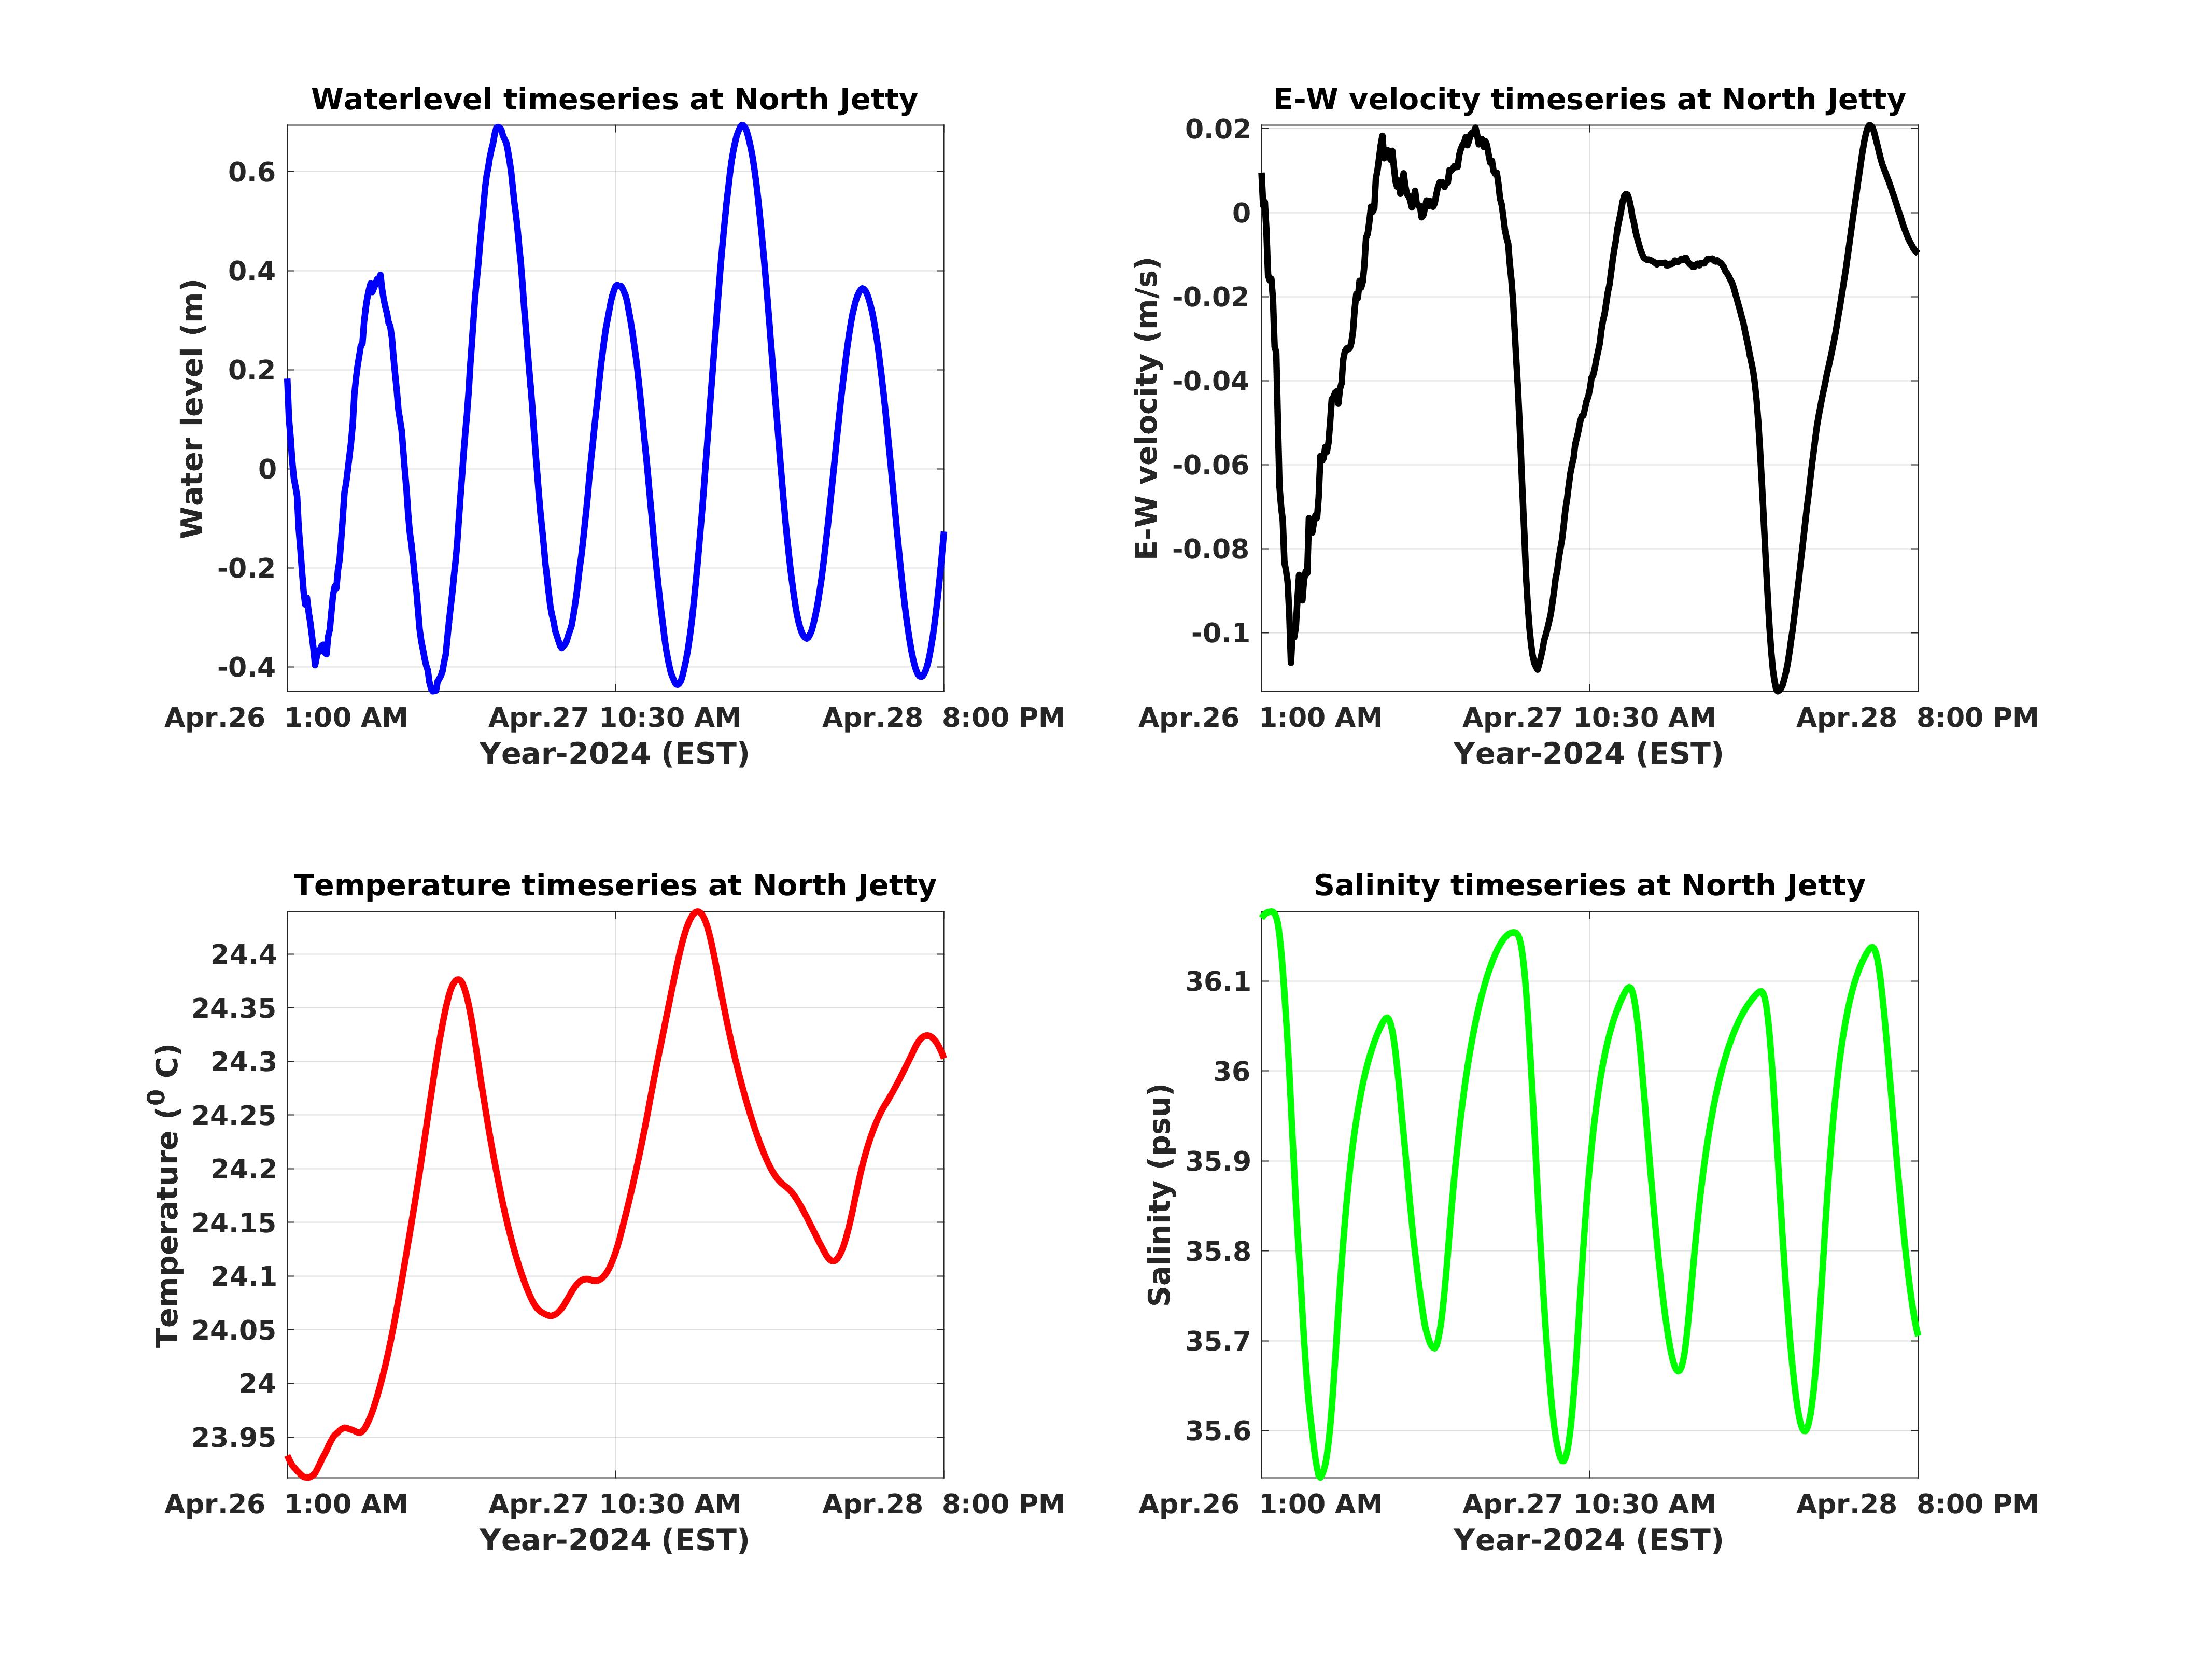 Waterlevel timeseries at North Jetty
0.6
0.4
0.2
0
-0.2
-0.4
Water level (m)
Apr.26 1:00 AM
Apr.27 10:30 AM
Apr.28 8:00 PM
Year-2024 (EST)
E-W velocity timeseries at North Jetty
0.02
0
-0.02
-0.04
-0.06
-0.08
-0.1
E-W velocity (m/s)
Apr.26 1:00 AM
Apr.27 10:30 AM
Apr.28 8:00 PM
Year-2024 (EST)
Temperature timeseries at North Jetty
24.4
24.35
24.3
24.25
24.2
24.15
24.1
24.05
24
23.95
Temperature (⁰ C)
Apr.26 1:00 AM
Apr.27 10:30 AM
Apr.28 8:00 PM
Year-2024 (EST)
Salinity timeseries at North Jetty
36.1
36
35.9
35.8
35.7
35.6
Salinity (psu)
Apr.26 1:00 AM
Apr.27 10:30 AM
Apr.28 8:00 PM
Year-2024 (EST)